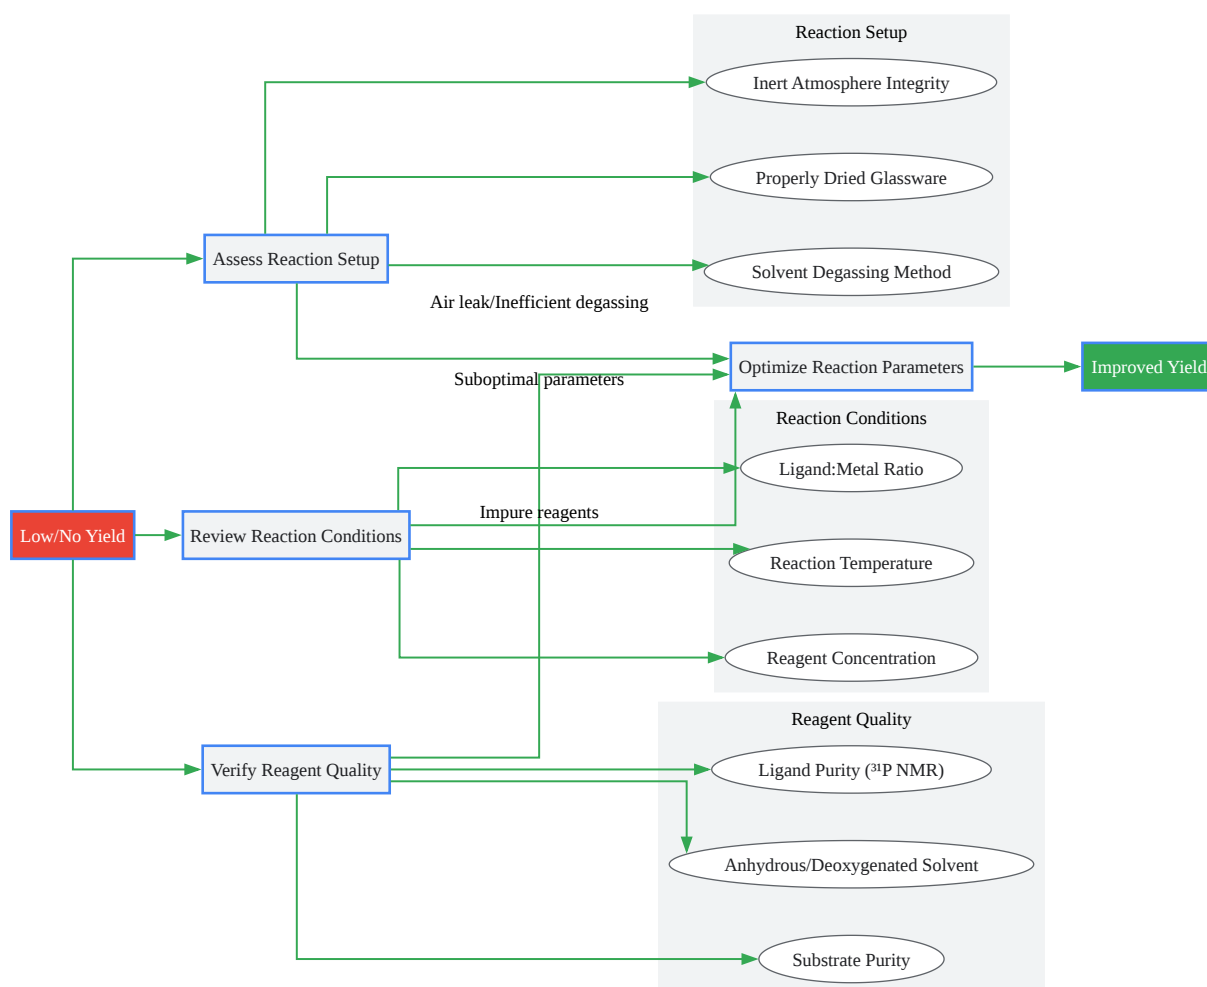 Reaction Setup
Inert Atmosphere Integrity
Properly Dried Glassware
Assess Reaction Setup
Solvent Degassing Method
Air leak/Inefficient degassing
Optimize Reaction Parameters
Improved Yield
Suboptimal parameters
Reaction Conditions
Ligand:Metal Ratio
Impure reagents
Low/No Yield
Review Reaction Conditions
Reaction Temperature
Reagent Concentration
Reagent Quality
Verify Reagent Quality
Ligand Purity (³¹P NMR)
Anhydrous/Deoxygenated Solvent
Substrate Purity